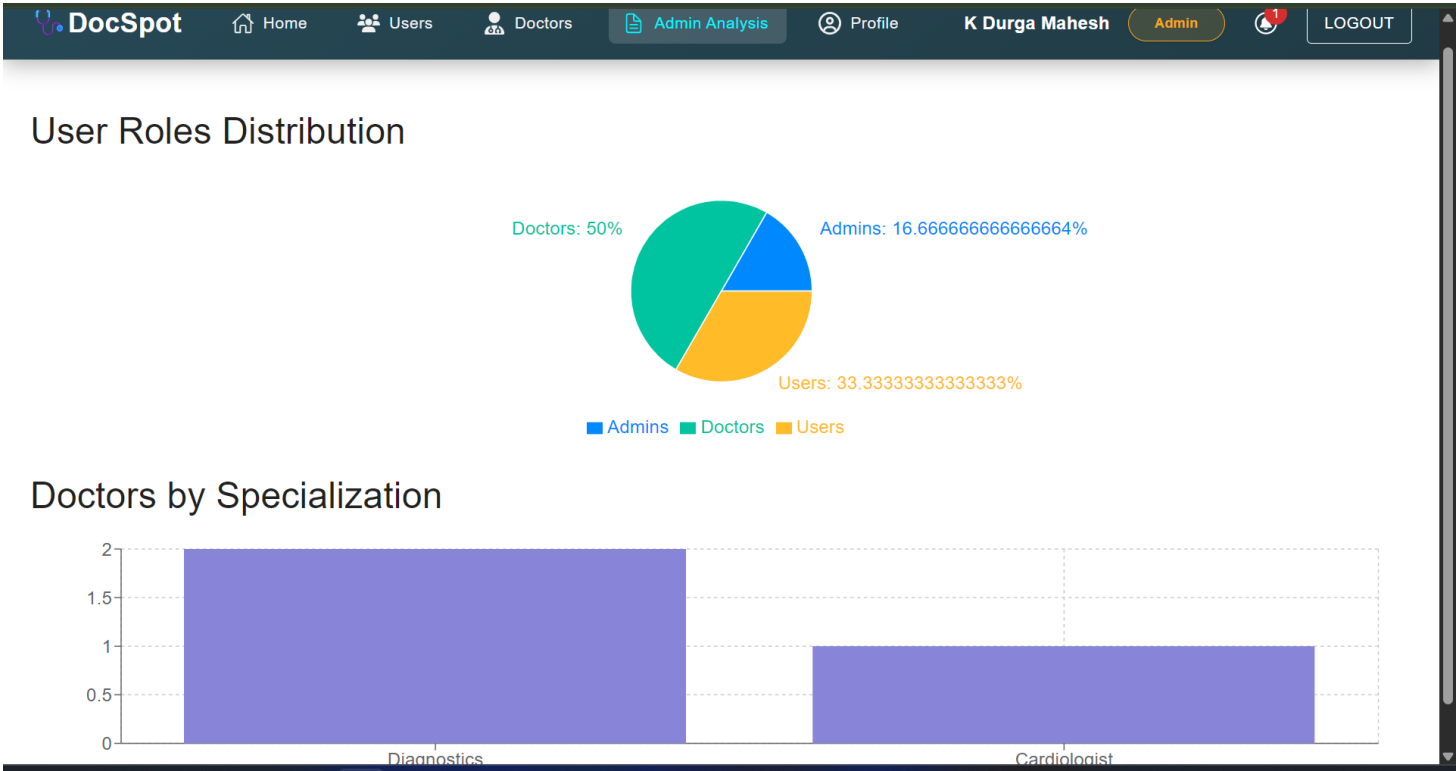 DocSpot Home Users Doctors Admin Analysis Profile K Durga Mahesh Admin 1 LOGOUT
User Roles Distribution
Doctors: 50% Admins: 16.666666666666664%
Users: 33.33333333333333%
Admins Doctors Users
Doctors by Specialization
2
1.5
1
0.5
0
Diagnostics Cardiologist